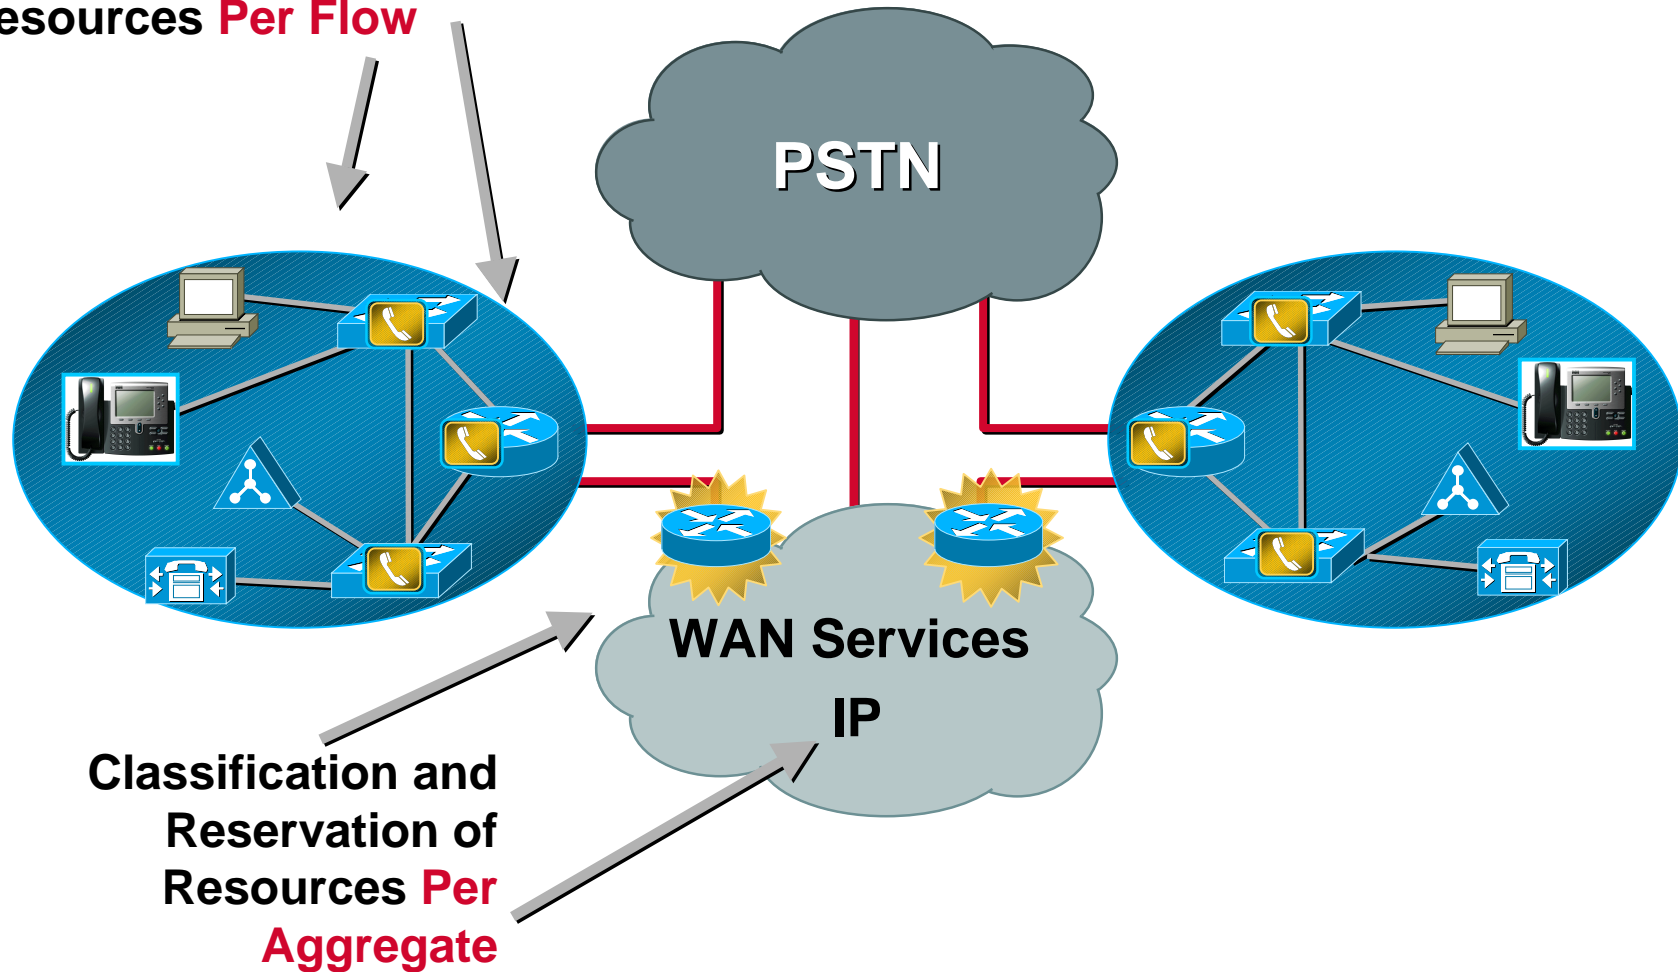 esources Per Flow
PSTN
WAN Services
IP
Classification and
Reservation of
Resources Per
Aggregate